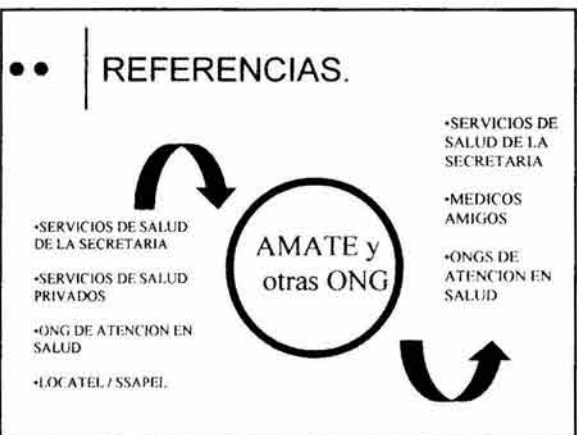 REFERENCIAS.
•SERVICIOS DE SALUD
DE LA SECRETARIA
•SERVICIOS DE SALUD
PRIVADOS
•ONG DE ATENCION EN
SALUD
•LOCATEL / SSAPEL
AMATE y
otras ONG
•SERVICIOS DE
SALUD DE LA
SECRETARIA
•MEDICOS
AMIGOS
•ONGS DE
ATENCION EN
SALUD